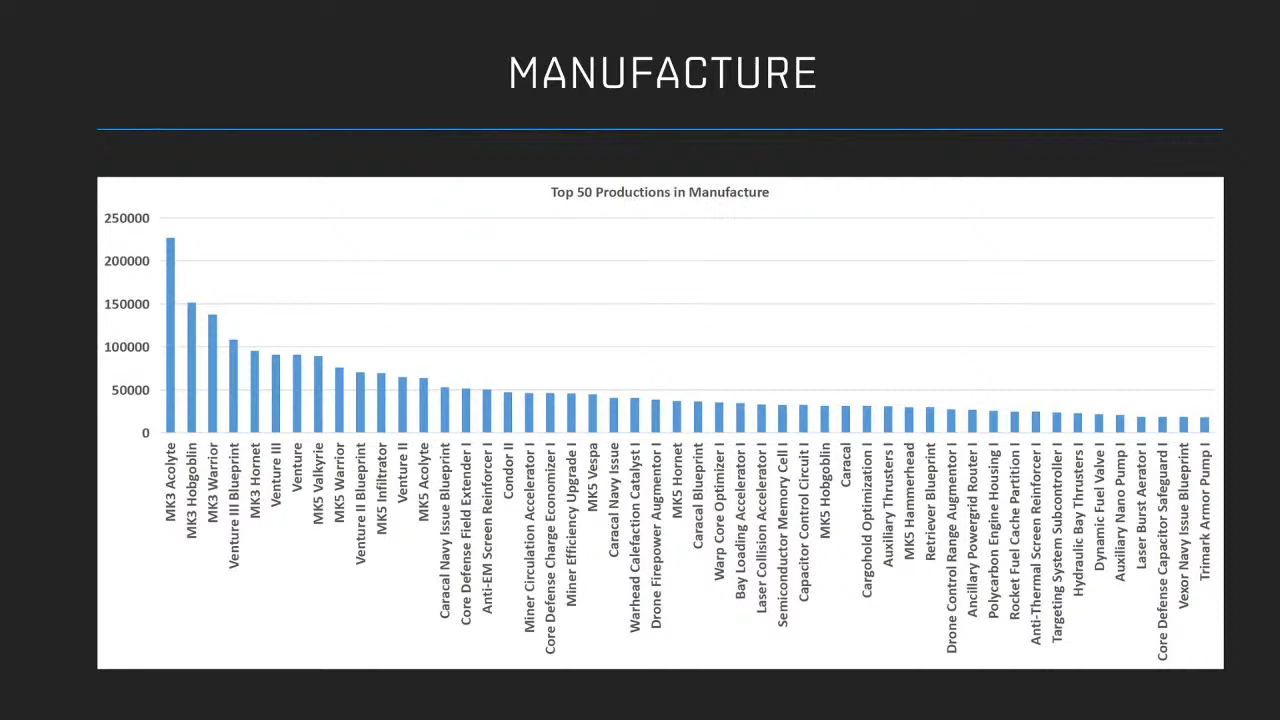 MANUFACTURE
Top 50 Productions in Manufacture
250000
200000
150000
100000
50000
0
MK3 Acolyte
MK3 Hobgoblin
MK3 Warrior
Venture III Blueprint
MK3 Hornet
Venture III
Venture
MK5 Valkyrie
MK5 Warrior
Venture II Blueprint
MK5 Infiltrator
Venture II
MK5 Acolyte
Caracal Navy Issue Blueprint
Core Defense Field Extender I
Anti-EM Screen Reinforcer I
Condor II
Miner Circulation Accelerator I
Core Defense Charge Economizer I
Miner Efficiency Upgrade I
MK5 Vespa
Caracal Navy Issue
Warhead Calefaction Catalyst I
Drone Firepower Augmentor I
MK5 Hornet
Caracal Blueprint
Warp Core Optimizer I
Bay Loading Accelerator I
Laser Collision Accelerator I
Semiconductor Memory Cell I
Capacitor Control Circuit I
MK5 Hobgoblin
Caracal
Cargohold Optimization I
Auxiliary Thrusters I
MK5 Hammerhead
Retriever Blueprint
Drone Control Range Augmentor I
Ancillary Powergrid Router I
Polycarbon Engine Housing
Rocket Fuel Cache Partition I
Anti-Thermal Screen Reinforcer I
Targeting System Subcontroller I
Hydraulic Bay Thrusters I
Dynamic Fuel Valve I
Auxiliary Nano Pump I
Laser Burst Aerator I
Core Defense Capacitor Safeguard I
Vexor Navy Issue Blueprint
Trimark Armor Pump I